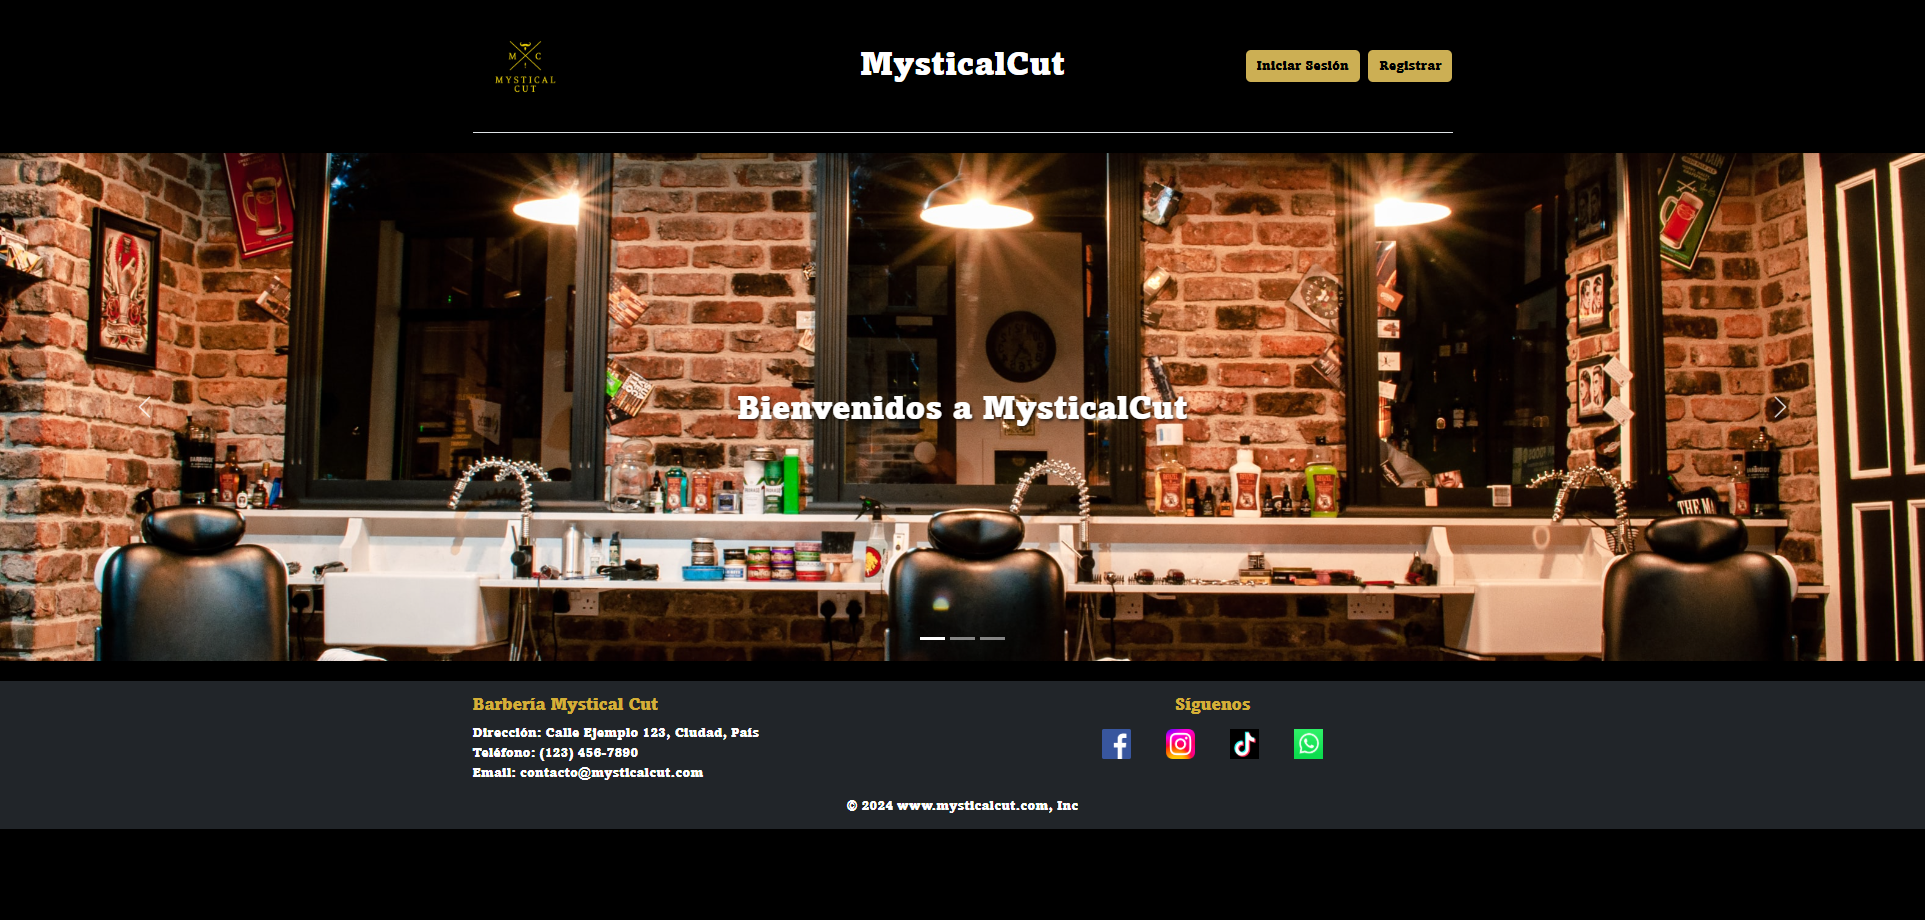 M C
MYSTICAL
CUT
MysticalCut
Iniciar Sesión
Registrar
Bienvenidos a MysticalCut
THE MA
Barbería Mystical Cut
Síguenos
Dirección: Calle Ejemplo 123, Ciudad, País
Teléfono: (123) 456-7890
Email: contacto@mysticalcut.com
© 2024 www.mysticalcut.com, Inc